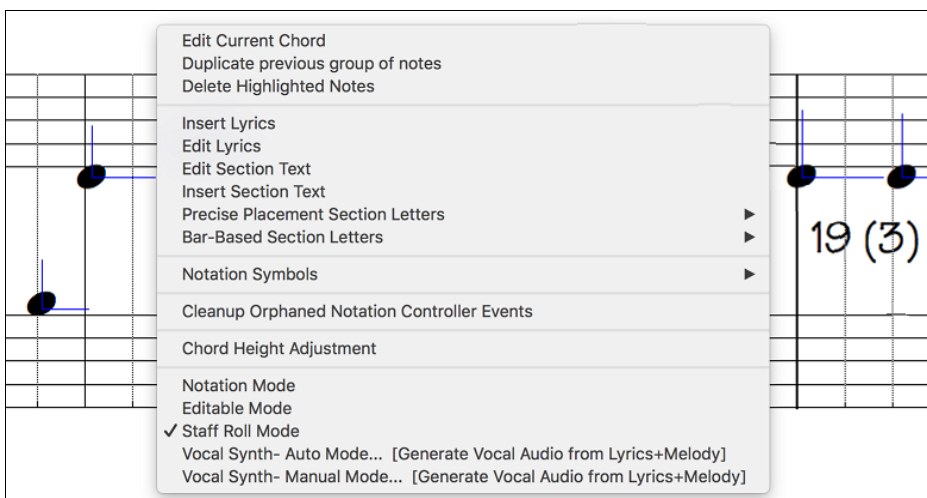 Edit Current Chord
Duplicate previous group of notes
Delete Highlighted Notes
Insert Lyrics
Edit Lyrics
Edit Section Text
Insert Section Text
Precise Placement Section Letters
Bar-Based Section Letters
Notation Symbols
Cleanup Orphaned Notation Controller Events
Chord Height Adjustment
Notation Mode
Editable Mode
✓ Staff Roll Mode
Vocal Synth- Auto Mode... [Generate Vocal Audio from Lyrics+Melody]
Vocal Synth- Manual Mode... [Generate Vocal Audio from Lyrics+Melody]
19 (3)